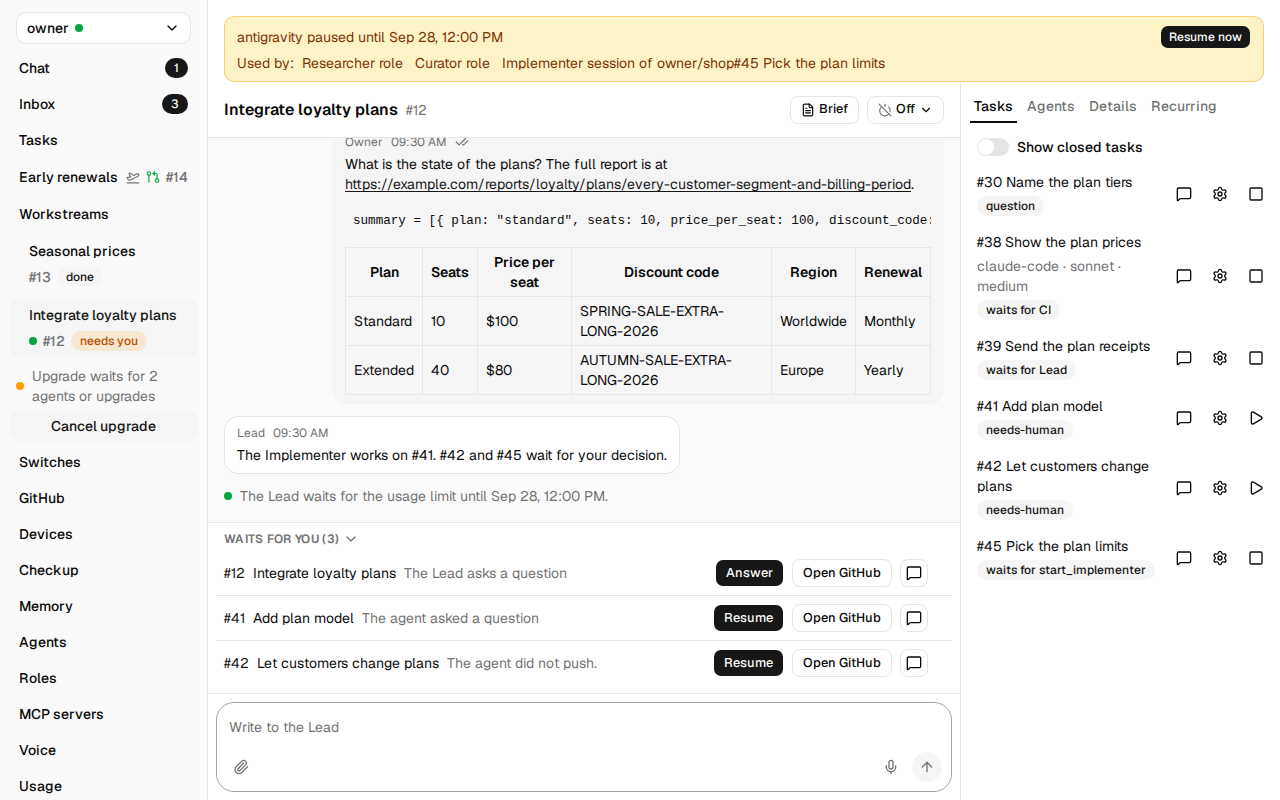 owner
Chat 1
Inbox 3
Tasks
Early renewals #14
Workstreams
Seasonal prices
#13 done
Integrate loyalty plans
#12 needs you
Upgrade waits for 2
agents or upgrades
Cancel upgrade
Switches
GitHub
Devices
Checkup
Memory
Agents
Roles
MCP servers
Voice
Usage
antigravity paused until Sep 28, 12:00 PM
Resume now
Used by: Researcher role Curator role Implementer session of owner/shop#45 Pick the plan limits
Integrate loyalty plans #12
Brief
Off
Owner 09:30 AM
What is the state of the plans? The full report is at
https://example.com/reports/loyalty/plans/every-customer-segment-and-billing-period.
summary = [{ plan: "standard", seats: 10, price_per_seat: 100, discount_code:
Plan Seats Price per seat Discount code Region Renewal
Standard 10 $100 SPRING-SALE-EXTRA-LONG-2026 Worldwide Monthly
Extended 40 $80 AUTUMN-SALE-EXTRA-LONG-2026 Europe Yearly
Lead 09:30 AM
The Implementer works on #41. #42 and #45 wait for your decision.
The Lead waits for the usage limit until Sep 28, 12:00 PM.
WAITS FOR YOU (3)
#12 Integrate loyalty plans The Lead asks a question Answer Open GitHub
#41 Add plan model The agent asked a question Resume Open GitHub
#42 Let customers change plans The agent did not push. Resume Open GitHub
Write to the Lead
Tasks Agents Details Recurring
Show closed tasks
#30 Name the plan tiers
question
#38 Show the plan prices
claude-code · sonnet ·
medium
waits for CI
#39 Send the plan receipts
waits for Lead
#41 Add plan model
needs-human
#42 Let customers change
plans
needs-human
#45 Pick the plan limits
waits for start_implementer